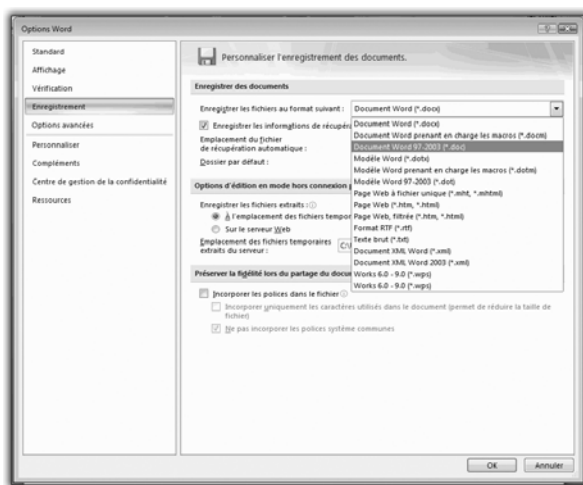 Options Word
Standard
Affichage
Vérification
Enregistrement
Options avancées
Personnaliser
Compléments
Centre de gestion de la confidentialité
Ressources
Personnaliser l'enregistrement des documents.
Enregistrer des documents
Enregistrer les fichiers au format suivant : Document Word (*.docx)
Document Word (*.docx)
Document Word prenant en charge les macros (*.docm)
Document Word 97-2003 (*.doc)
Modèle Word (*.dotx)
Modèle Word prenant en charge les macros (*.dotm)
Modèle Word 97-2003 (*.dot)
Page Web à fichier unique (*.mht, *.mhtml)
Page Web (*.htm, *.html)
Page Web, filtrée (*.htm, *.html)
Format RTF (*.rtf)
Texte brut (*.txt)
Document XML Word (*.xml)
Document XML Word 2003 (*.xml)
Works 6.0 - 9.0 (*.wps)
Works 6.0 - 9.0 (*.wps)
Enregistrer les informations de récupéra
Emplacement du fichier
de récupération automatique :
Dossier par défaut :
Options d'édition en mode hors connexion p
Enregistrer les fichiers extraits :
à l'emplacement des fichiers tempor
Sur le serveur Web
Emplacement des fichiers temporaires
extraits du serveur :
Préserver la fidélité lors du partage du docu
Incorporer les polices dans le fichier
Incorporer uniquement les caractères utilisés dans le document (permet de réduire la taille de
fichier)
Ne pas incorporer les polices système communes
OK
Annuler